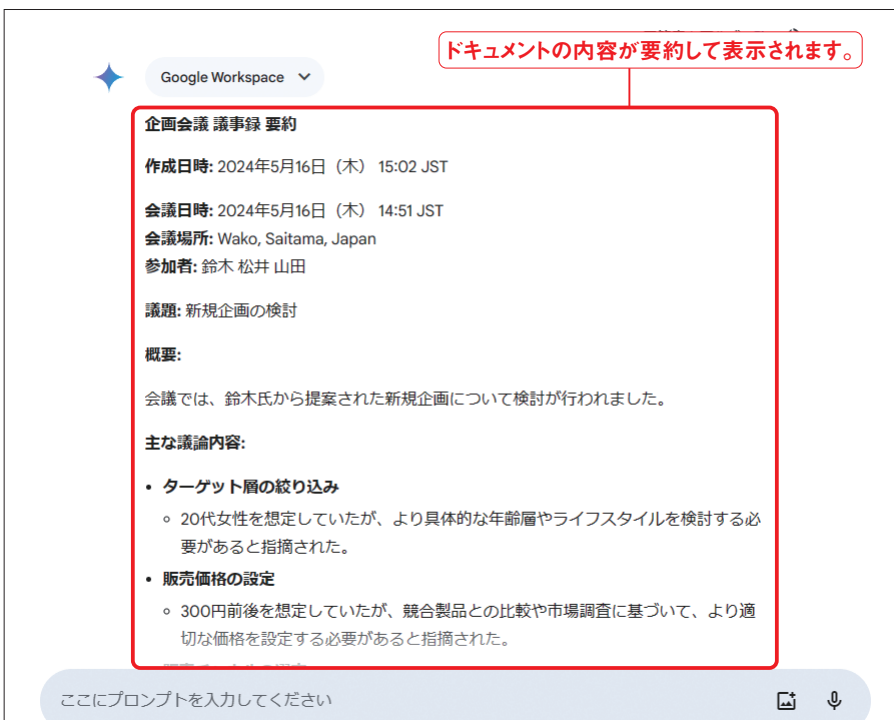 ドキュメントの内容が要約して表示されます。
Google Workspace
企画会議 議事録 要約
作成日時: 2024年5月16日（木） 15:02 JST
会議日時: 2024年5月16日（木） 14:51 JST
会議場所: Wako, Saitama, Japan
参加者: 鈴木 松井 山田
議題: 新規企画の検討
概要:
会議では、鈴木氏から提案された新規企画について検討が行われました。
主な議論内容:
• ターゲット層の絞り込み
◦ 20代女性を想定していたが、より具体的な年齢層やライフスタイルを検討する必
要があると指摘された。
• 販売価格の設定
◦ 300円前後を想定していたが、競合製品との比較や市場調査に基づいて、より適
切な価格を設定する必要があると指摘された。
ここにプロンプトを入力してください